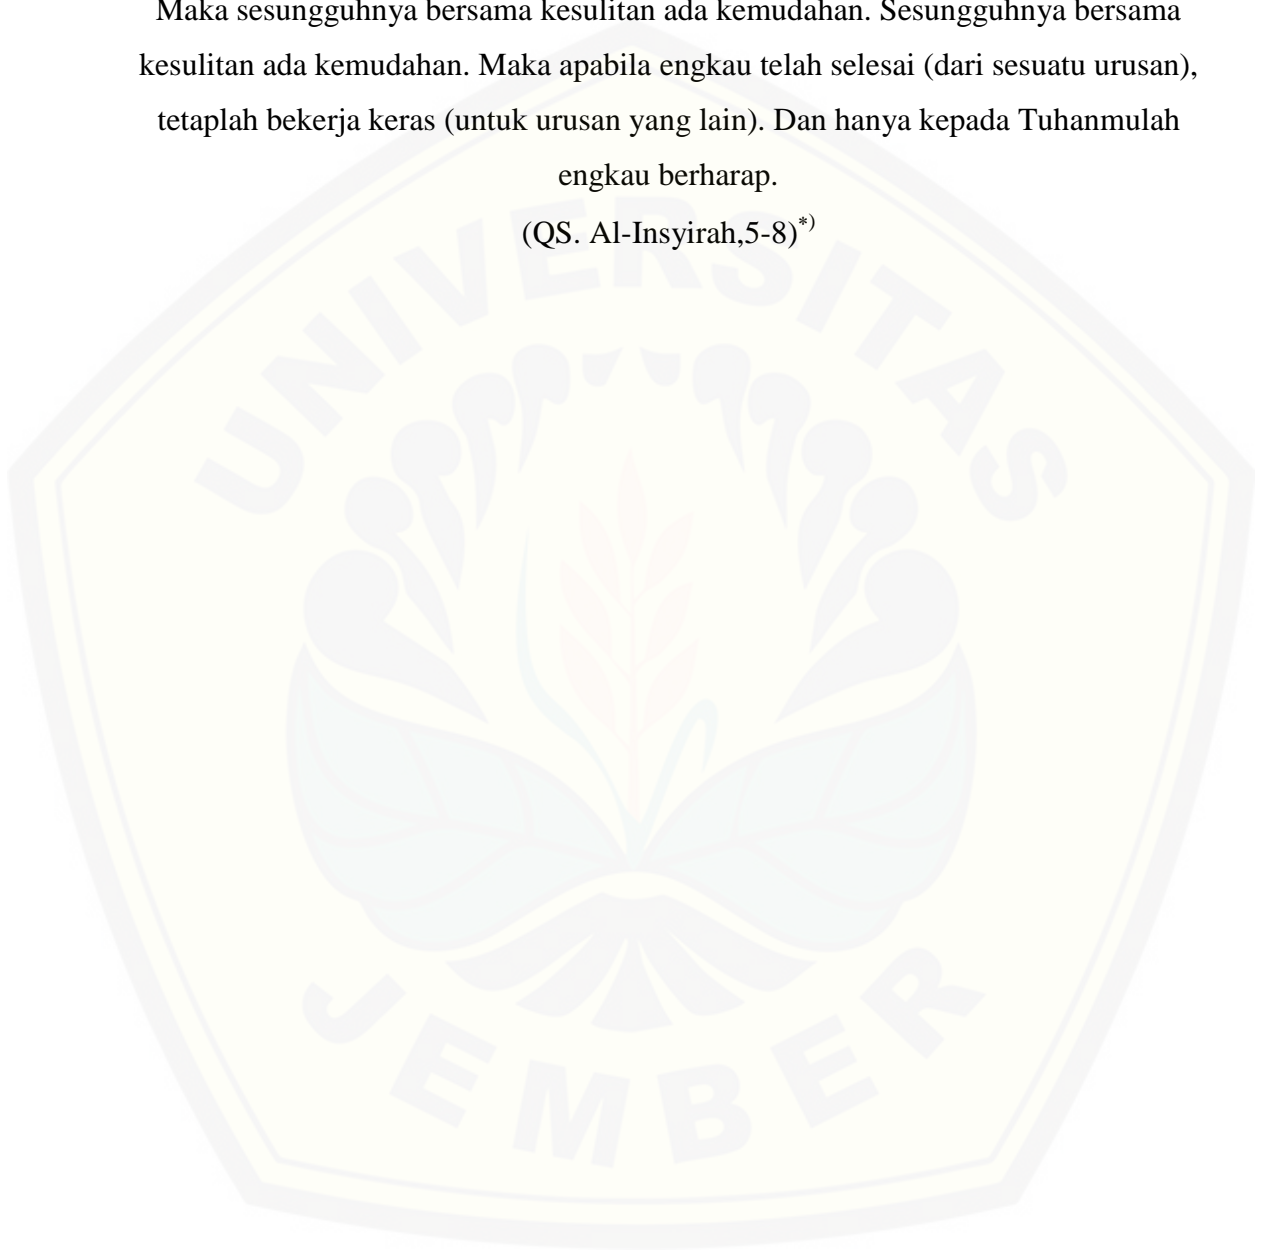 Maka sesungguhnya bersama kesulitan ada kemudahan. Sesungguhnya bersama
kesulitan ada kemudahan. Maka apabila engkau telah selesai (dari sesuatu urusan),
tetaplah bekerja keras (untuk urusan yang lain). Dan hanya kepada Tuhanmulah
engkau berharap.
(QS. Al-Insyirah,5-8)*)
UNIVERSITAS
JEMBER